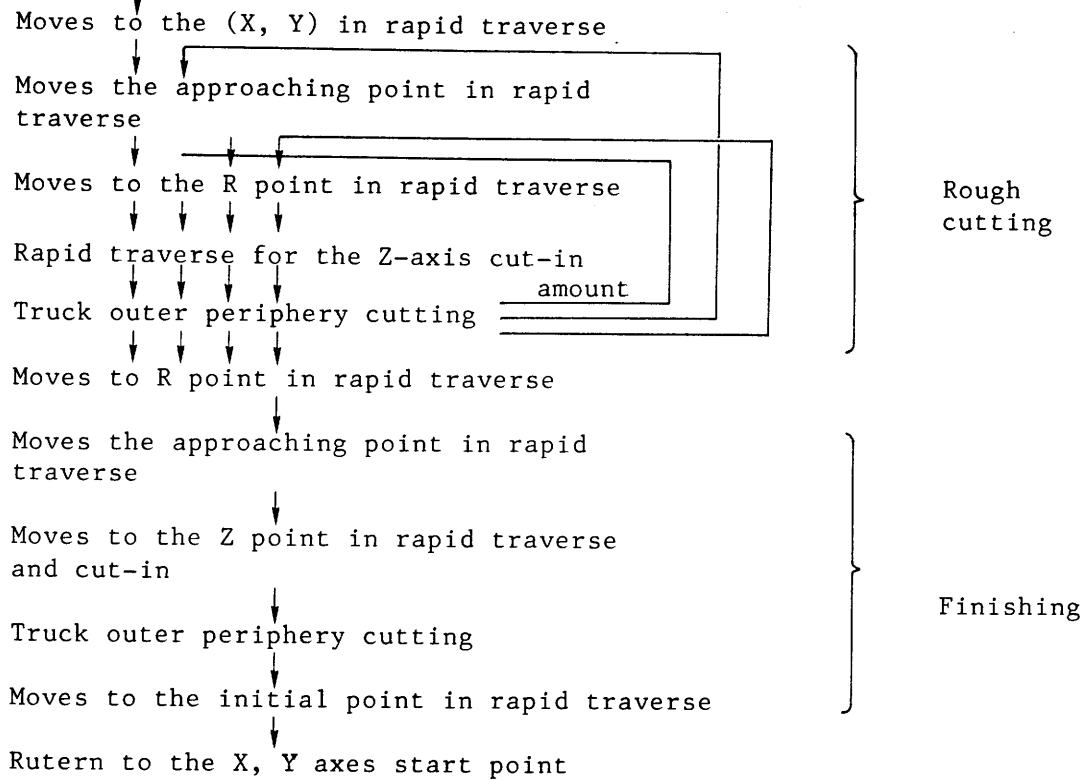 Moves to the (X, Y) in rapid traverse
Moves the approaching point in rapid
traverse
Moves to the R point in rapid traverse
Rough
cutting
Rapid traverse for the Z-axis cut-in
amount
Truck outer periphery cutting
Moves to R point in rapid traverse
Moves the approaching point in rapid
traverse
Moves to the Z point in rapid traverse
and cut-in
Finishing
Truck outer periphery cutting
Moves to the initial point in rapid traverse
Rutern to the X, Y axes start point